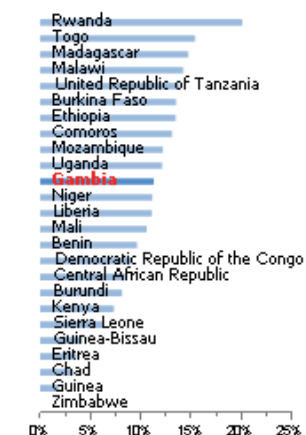 Rwanda
Togo
Madagascar
Malawi
United Republic of Tanzania
Burkina Faso
Ethiopia
Comoros
Mozambique
Uganda
Gambia
Niger
Liberia
Mali
Benin
Democratic Republic of the Congo
Central African Republic
Burundi
Kenya
Sierra Leone
Guinea-Bissau
Eritrea
Chad
Guinea
Zimbabwe
0% 5% 10% 15% 20% 25%